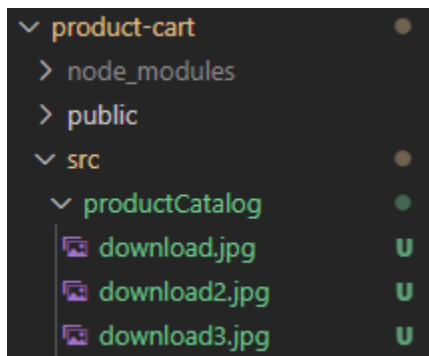 product-cart
node_modules
public
src
productCatalog
download.jpg U
download2.jpg U
download3.jpg U